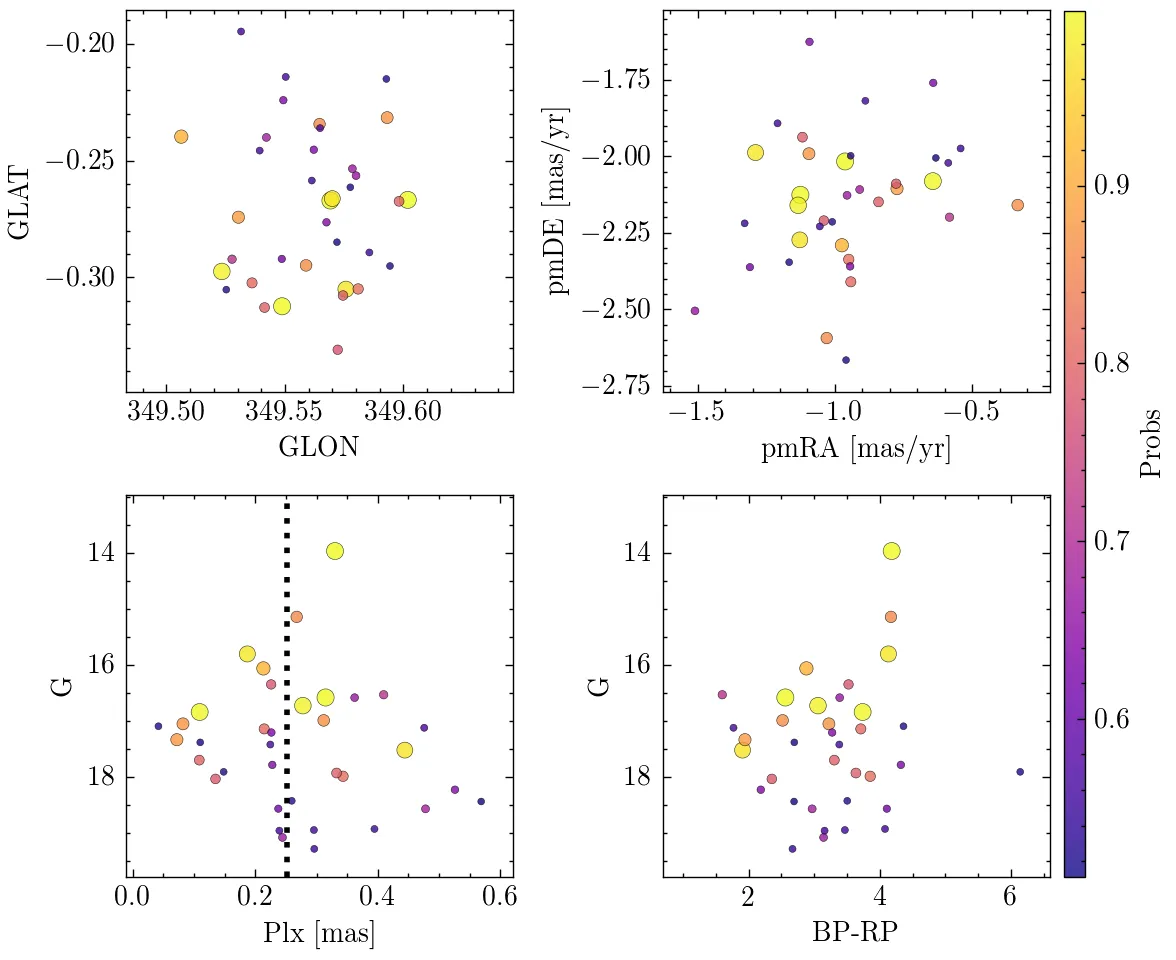 −0.20
−0.25
−0.30
GLAT
349.50 349.55 349.60
GLON
−1.75
−2.00
−2.25
−2.50
−2.75
pmDE [mas/yr]
−1.5 −1.0 −0.5
pmRA [mas/yr]
14
16
18
G
0.0 0.2 0.4 0.6
Plx [mas]
14
16
18
G
2 4 6
BP-RP
0.9
0.8
0.7
0.6
Probs